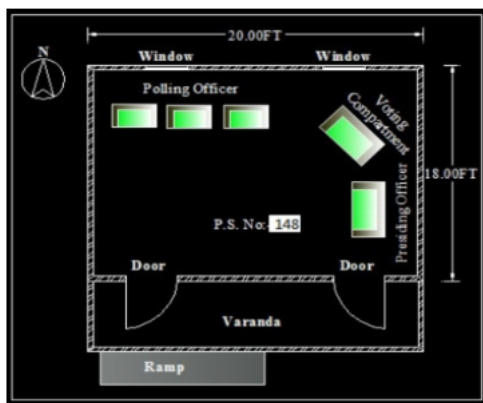 20.00FT
N
Window
Window
Polling Officer
Voting
Compartment
18.00FT
Presiding Officer
P.S. No:- 148
Door
Door
Varanda
Ramp